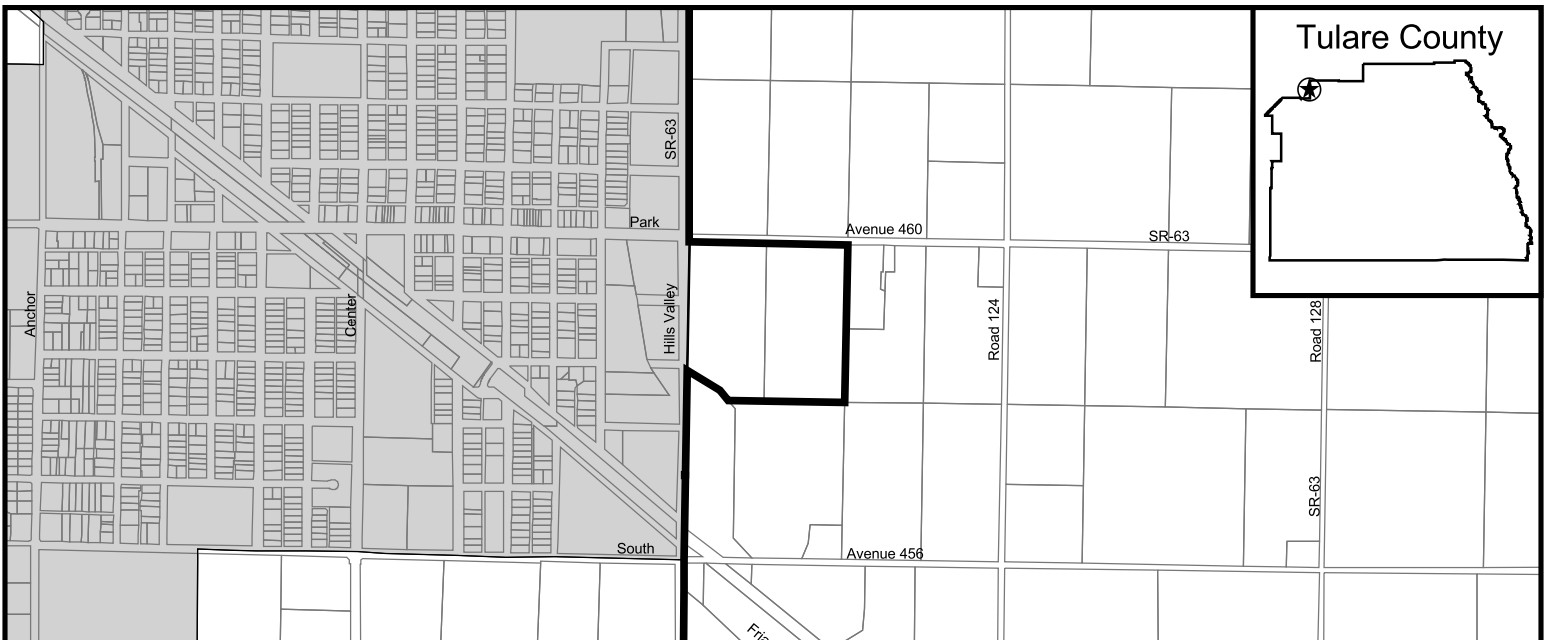 Tulare County
SR-63
Park
Avenue 460
SR-63
Anchor
Center
Hills Valley
Road 124
Road 128
SR-63
South
Avenue 456